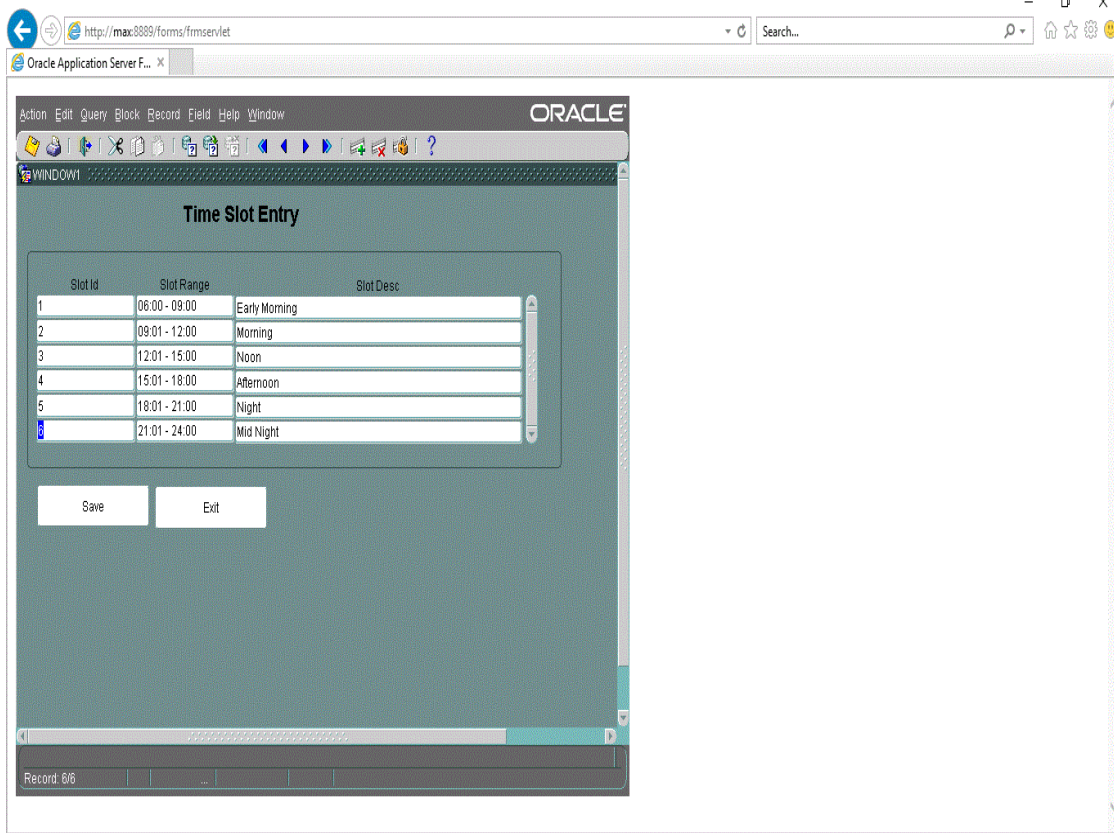 http://max:8889/forms/frmservlet Search...
Oracle Application Server F...
Action Edit Query Block Record Field Help Window ORACLE
WINDOW1
Time Slot Entry
Slot Id Slot Range Slot Desc
1 06:00 - 09:00 Early Morning
2 09:01 - 12:00 Morning
3 12:01 - 15:00 Noon
4 15:01 - 18:00 Afternoon
5 18:01 - 21:00 Night
6 21:01 - 24:00 Mid Night
Save Exit
Record: 6/6 ...